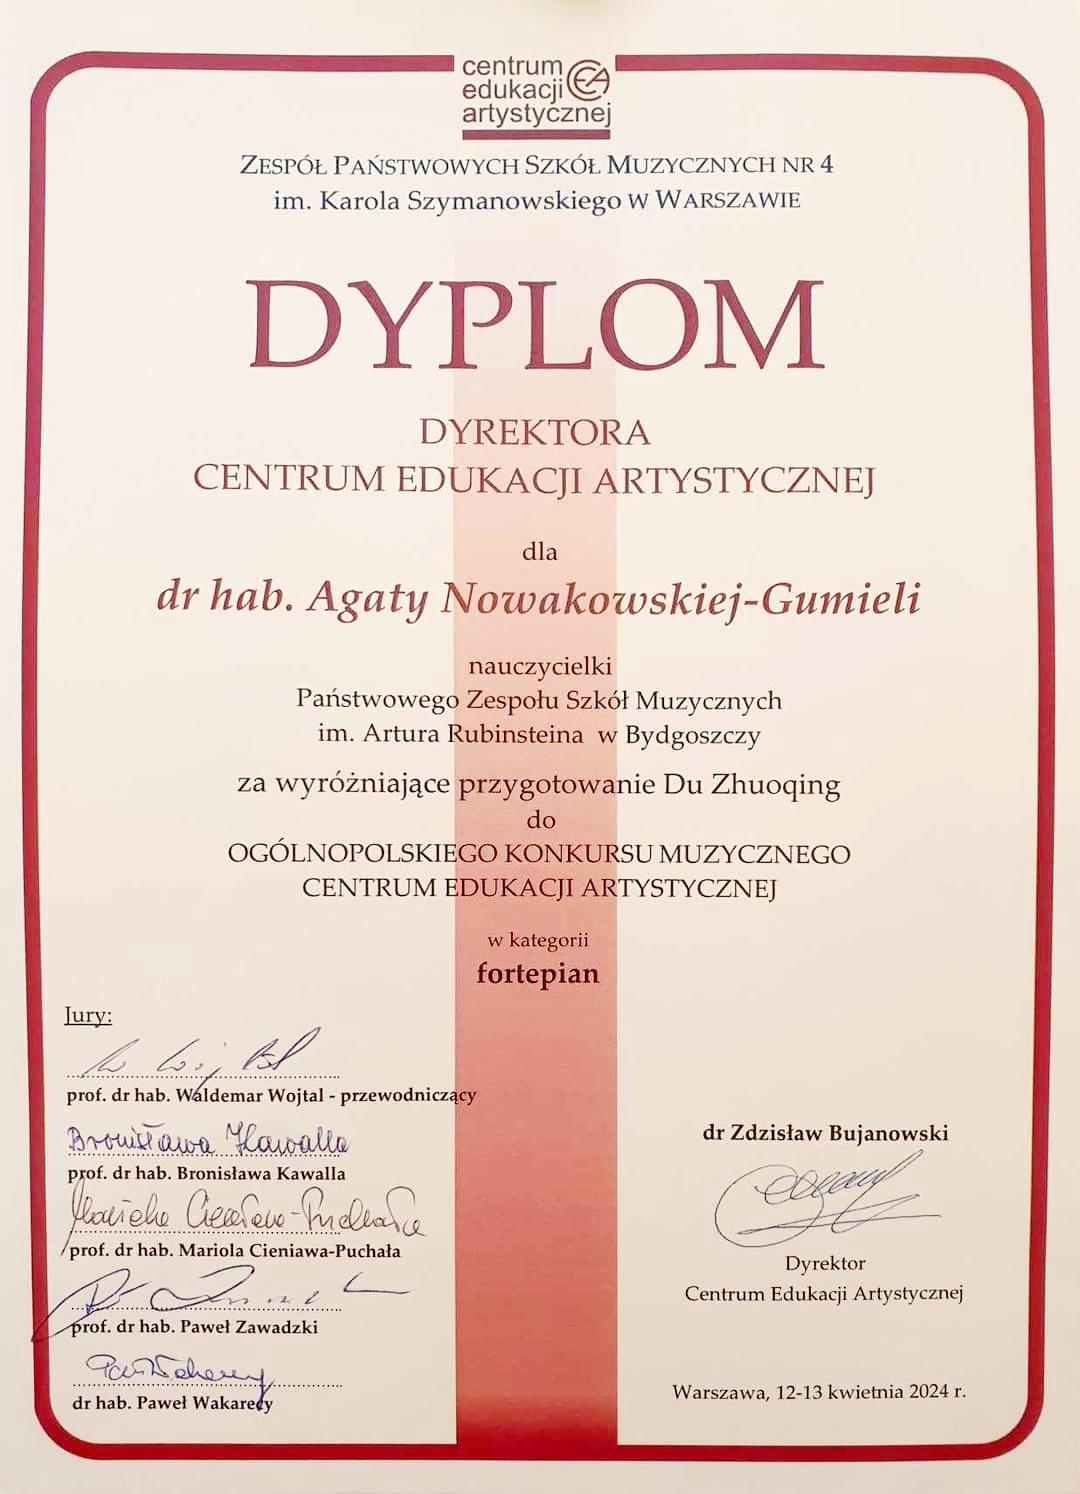 centrum
edukacji
artystycznej
CEA
ZESPÓŁ PAŃSTWOWYCH SZKÓŁ MUZYCZNYCH NR 4
im. Karola Szymanowskiego W WARSZAWIE
DYPLOM
DYREKTORA
CENTRUM EDUKACJI ARTYSTYCZNEJ
dla
dr hab. Agaty Nowakowskiej-Gumieli
nauczycielki
Państwowego Zespołu Szkół Muzycznych
im. Artura Rubinsteina w Bydgoszczy
za wyróżniające przygotowanie Du Zhuoqing
do
OGÓLNOPOLSKIEGO KONKURSU MUZYCZNEGO
CENTRUM EDUKACJI ARTYSTYCZNEJ
w kategorii
fortepian
Jury:
prof. dr hab. Waldemar Wojtal - przewodniczący
Bronisława Kawalla
prof. dr hab. Bronisława Kawalla
Mariola Cieniawa-Puchała
prof. dr hab. Mariola Cieniawa-Puchała
prof. dr hab. Paweł Zawadzki
dr hab. Paweł Wakarecy
dr Zdzisław Bujanowski
Dyrektor
Centrum Edukacji Artystycznej
Warszawa, 12-13 kwietnia 2024 r.